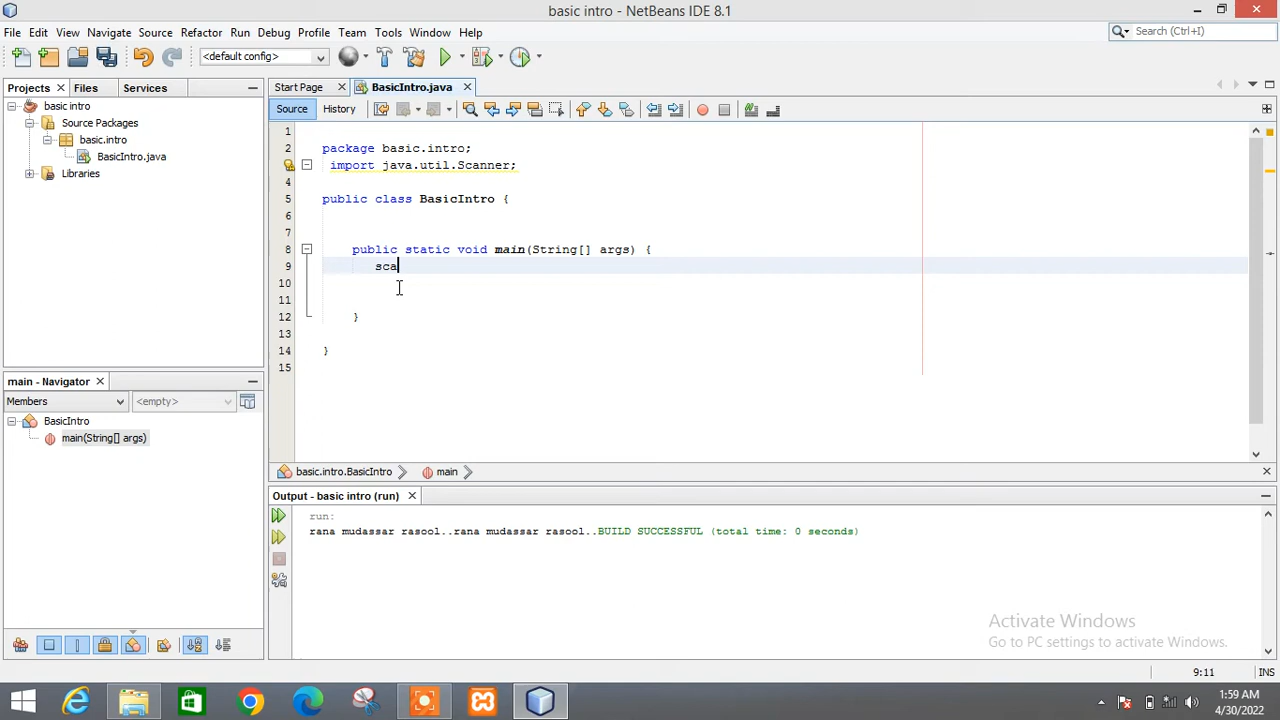 basic intro - NetBeans IDE 8.1
File Edit View Navigate Source Refactor Run Debug Profile Team Tools Window Help
Search (Ctrl+I)
<default config>
Projects Files Services
Start Page BasicIntro.java
basic intro
Source Packages
basic.intro
BasicIntro.java
Libraries
Source History
1
2 package basic.intro;
import java.util.Scanner;
4
5 public class BasicIntro {
6
7
8 public static void main(String[] args) {
9 sca
10
11
12 }
13
14 }
15
main - Navigator
Members <empty>
BasicIntro
main(String[] args)
basic.intro.BasicIntro main
Output - basic intro (run)
run:
rana mudassar rasool..rana mudassar rasool..BUILD SUCCESSFUL (total time: 0 seconds)
Activate Windows
Go to PC settings to activate Windows.
9:11 INS
1:59 AM
4/30/2022